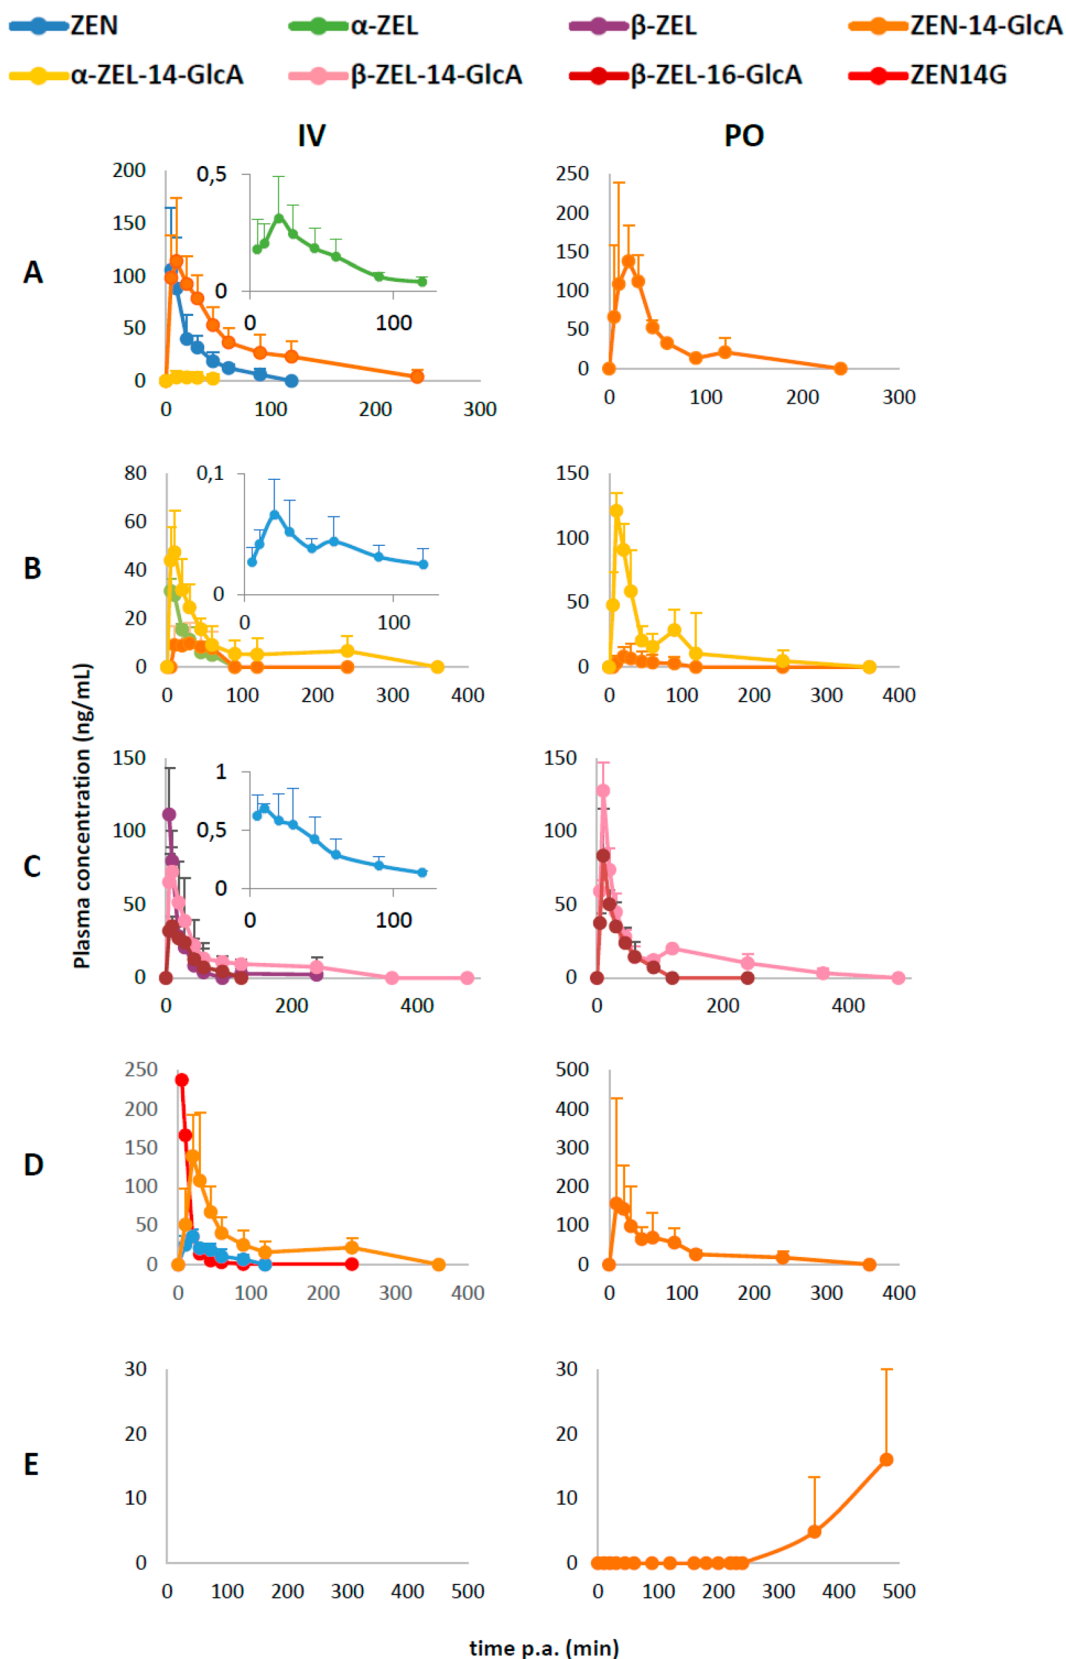 ZEN α-ZEL β-ZEL ZEN-14-GlcA
α-ZEL-14-GlcA β-ZEL-14-GlcA β-ZEL-16-GlcA ZEN14G
IV PO
A
200
150
100
50
0
0 100 200 300
0,5
0
0 100
250
200
150
100
50
0
0 100 200 300
B
80
60
40
20
0
0 100 200 300 400
0,1
0
0 100
150
100
50
0
0 100 200 300 400
Plasma concentration (ng/mL)
C
150
100
50
0
0 200 400
1
0,5
0
0 100
150
100
50
0
0 200 400
D
250
200
150
100
50
0
0 100 200 300 400
500
400
300
200
100
0
0 100 200 300 400
E
30
20
10
0
0 100 200 300 400 500
30
20
10
0
0 100 200 300 400 500
time p.a. (min)